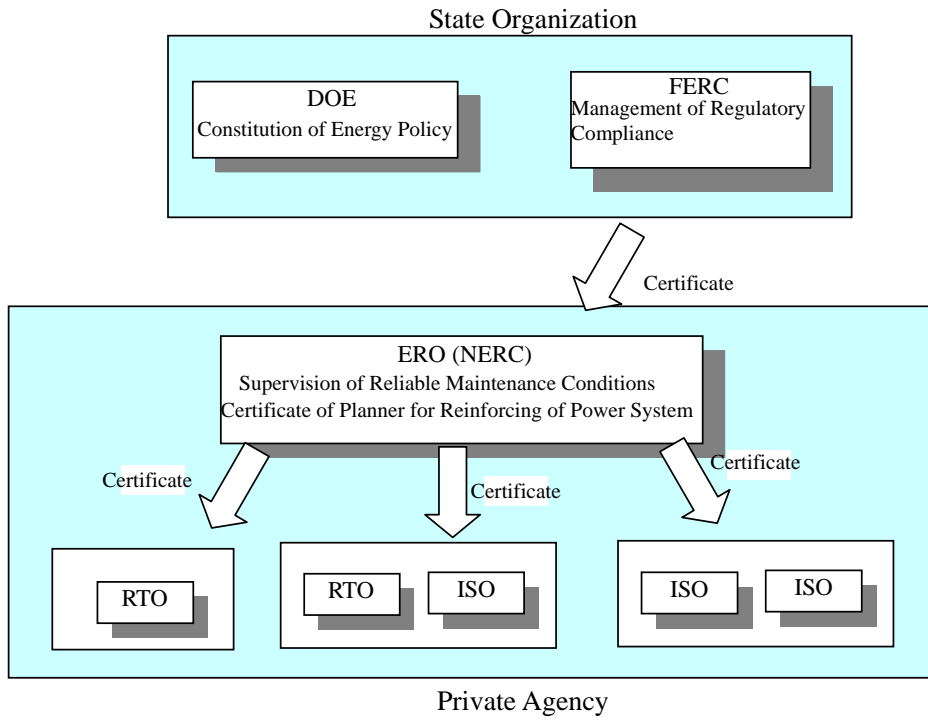 State Organization
DOE
Constitution of Energy Policy
FERC
Management of Regulatory
Compliance
Certificate
ERO (NERC)
Supervision of Reliable Maintenance Conditions
Certificate of Planner for Reinforcing of Power System
Certificate
Certificate
Certificate
RTO
RTO
ISO
ISO
ISO
Private Agency